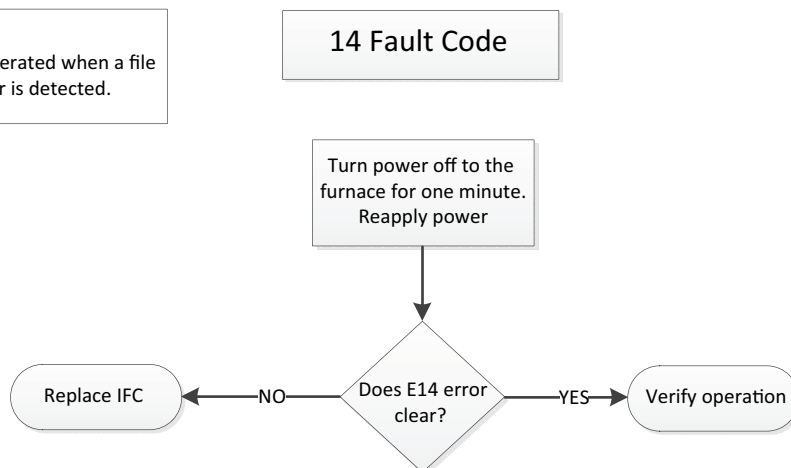 erated when a file
r is detected.
14 Fault Code
Turn power off to the
furnace for one minute.
Reapply power
Does E14 error
clear?
NO
YES
Replace IFC
Verify operation